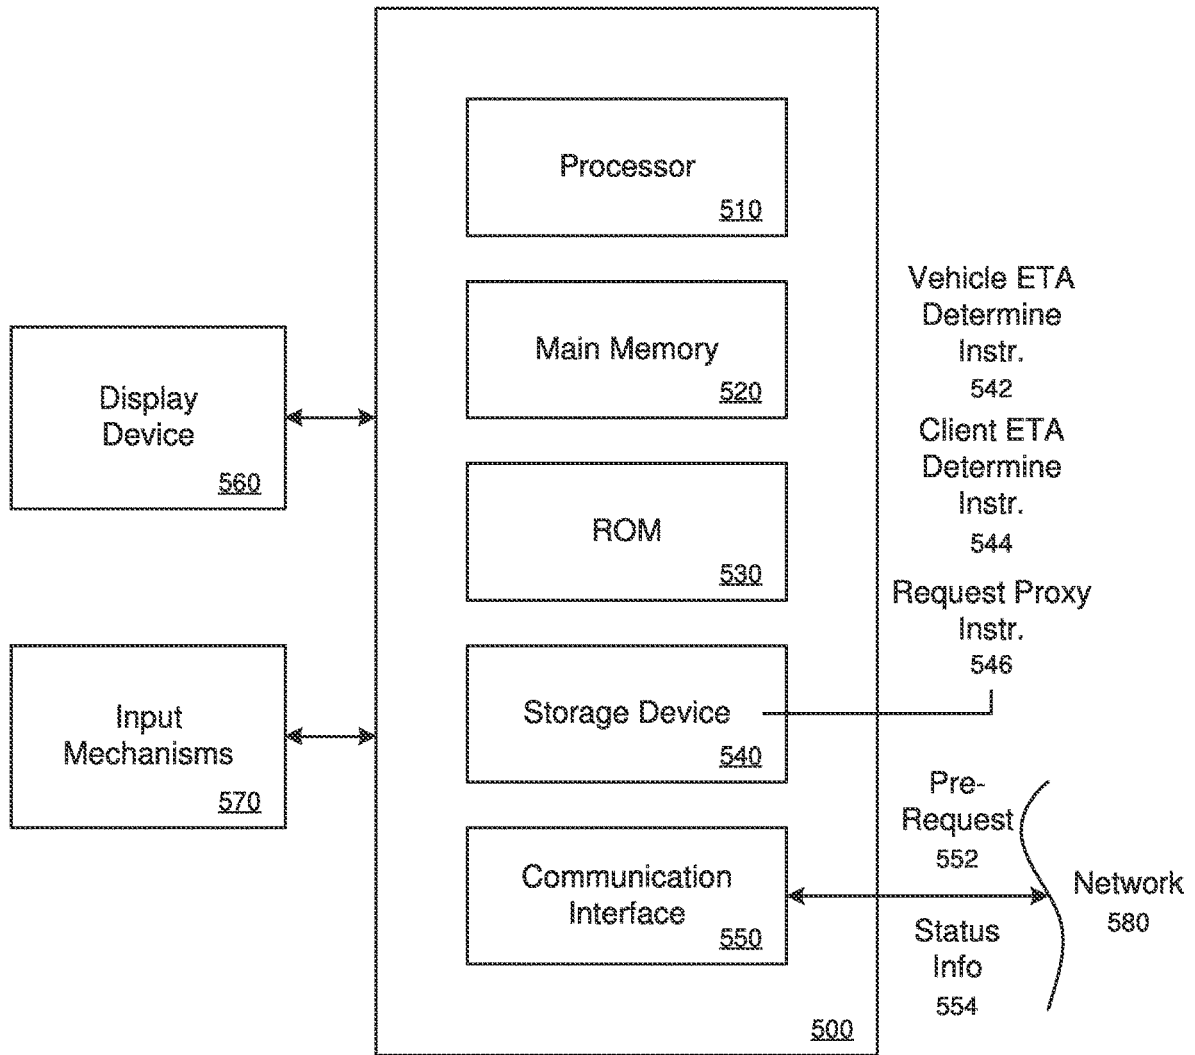 Processor
510
Main Memory
520
ROM
530
Storage Device
540
Communication
Interface
550
500
Display
Device
560
Input
Mechanisms
570
Vehicle ETA
Determine
Instr.
542
Client ETA
Determine
Instr.
544
Request Proxy
Instr.
546
Pre-
Request
552
Status
Info
554
Network
580